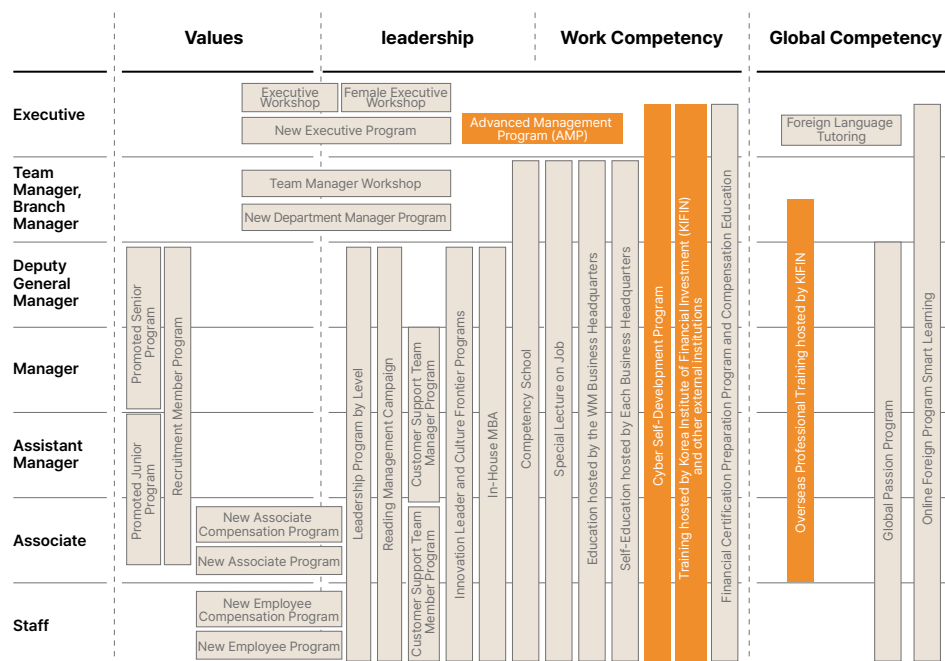 Values
leadership
Work Competency
Global Competency
Executive
Executive
Workshop
Female Executive
Workshop
New Executive Program
Advanced Management
Program (AMP)
Foreign Language
Tutoring
Team
Manager,
Branch
Manager
Team Manager Workshop
New Department Manager Program
Deputy
General
Manager
Manager
Assistant
Manager
Associate
Staff
Promoted Senior
Program
Promoted Junior
Program
Recruitment Member Program
New Associate
Compensation Program
New Associate Program
New Employee
Compensation Program
New Employee Program
Leadership Program by Level
Reading Management Campaign
Customer Support Team
Manager Program
Customer Support Team
Member Program
Innovation Leader and Culture Frontier Programs
In-House MBA
Competency School
Special Lecture on Job
Education hosted by the WM Business Headquarters
Self-Education hosted by Each Business Headquarters
Cyber Self-Development Program
Training hosted by Korea Institute of Financial Investment (KIFIN)
and other external institutions
Financial Certification Preparation Program and Compensation Education
Overseas Professional Training hosted by KIFIN
Global Passion Program
Online Foreign Program Smart Learning